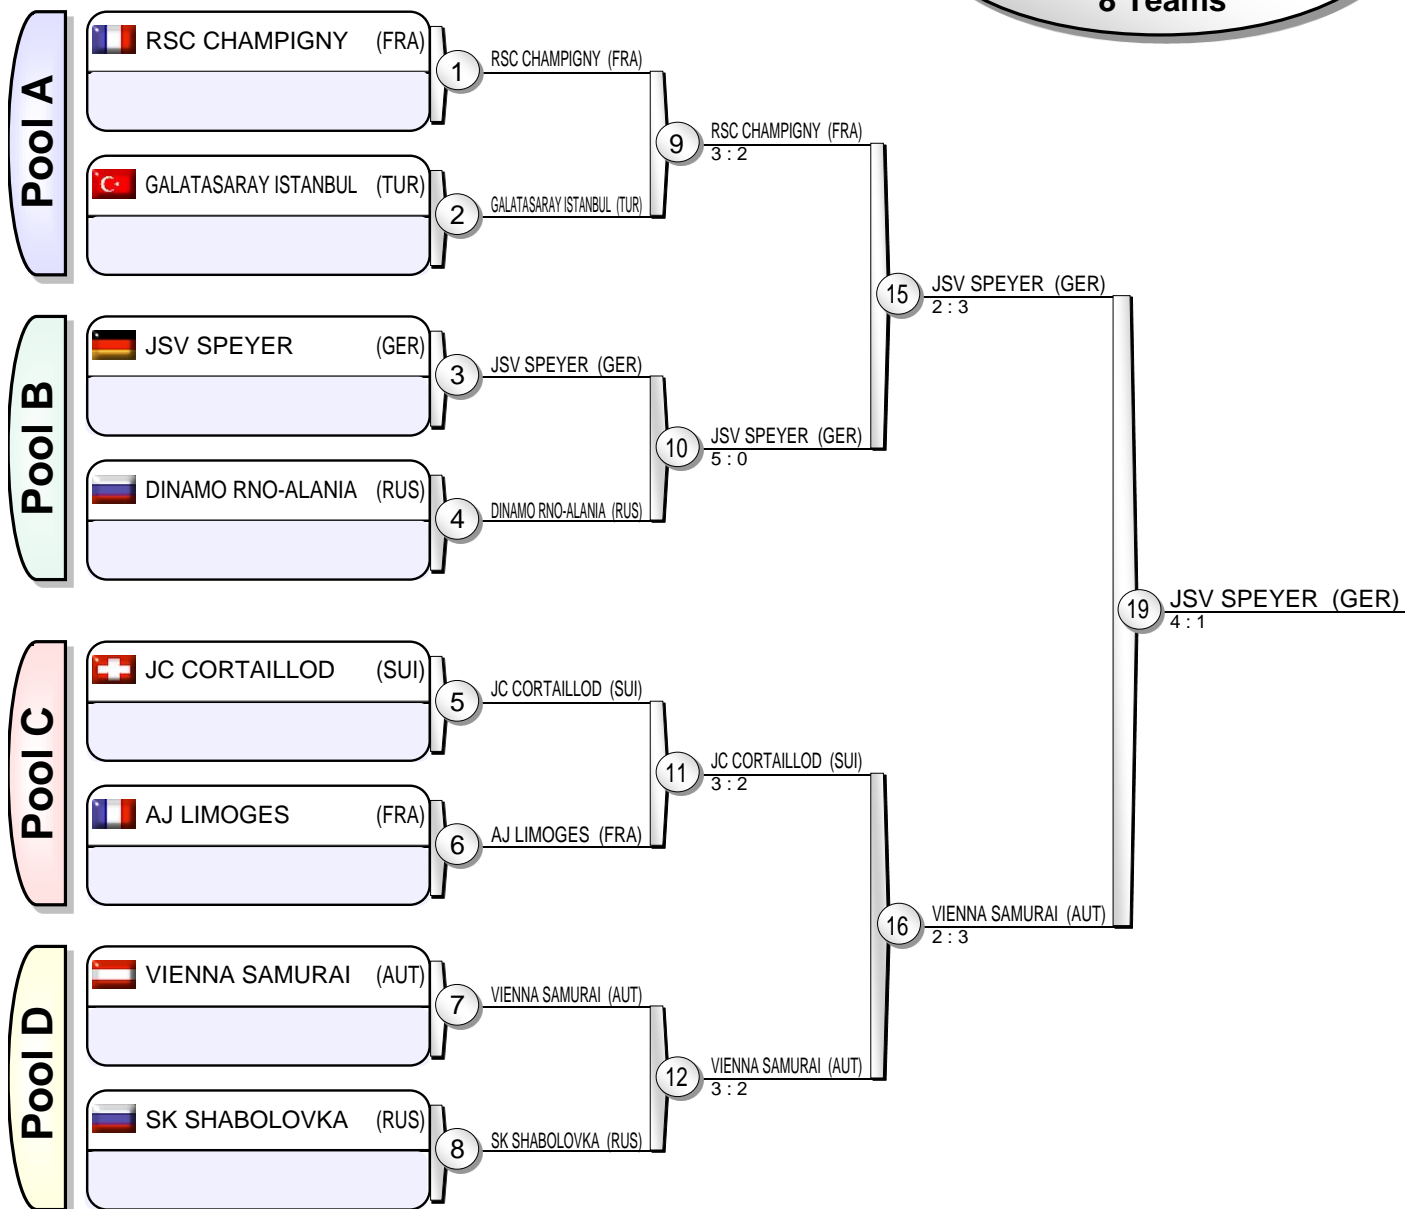 8 Teams
Pool A
RSC CHAMPIGNY (FRA)
1
RSC CHAMPIGNY (FRA)
9
RSC CHAMPIGNY (FRA)
3 : 2
GALATASARAY ISTANBUL (TUR)
2
GALATASARAY ISTANBUL (TUR)
15
JSV SPEYER (GER)
2 : 3
Pool B
JSV SPEYER (GER)
3
JSV SPEYER (GER)
10
JSV SPEYER (GER)
5 : 0
DINAMO RNO-ALANIA (RUS)
4
DINAMO RNO-ALANIA (RUS)
19
JSV SPEYER (GER)
4 : 1
Pool C
JC CORTAILLOD (SUI)
5
JC CORTAILLOD (SUI)
11
JC CORTAILLOD (SUI)
3 : 2
AJ LIMOGES (FRA)
6
AJ LIMOGES (FRA)
16
VIENNA SAMURAI (AUT)
2 : 3
Pool D
VIENNA SAMURAI (AUT)
7
VIENNA SAMURAI (AUT)
12
VIENNA SAMURAI (AUT)
3 : 2
SK SHABOLOVKA (RUS)
8
SK SHABOLOVKA (RUS)